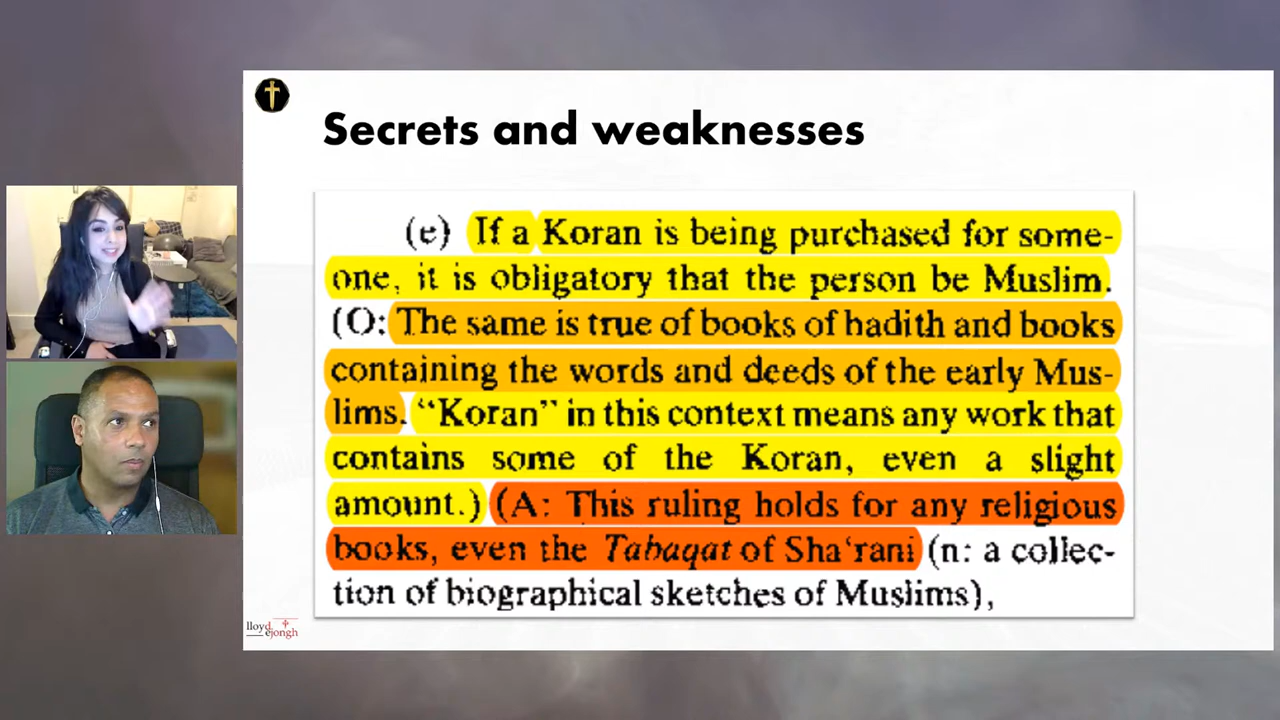 Secrets and weaknesses
(e) If a Koran is being purchased for some-
one, it is obligatory that the person be Muslim.
(O: The same is true of books of hadith and books
containing the words and deeds of the early Mus-
lims. “Koran” in this context means any work that
contains some of the Koran, even a slight
amount.) (A: This ruling holds for any religious
books, even the Tabaqat of Sha‘rani (n: a collec-
tion of biographical sketches of Muslims),
lloyd
ejongh